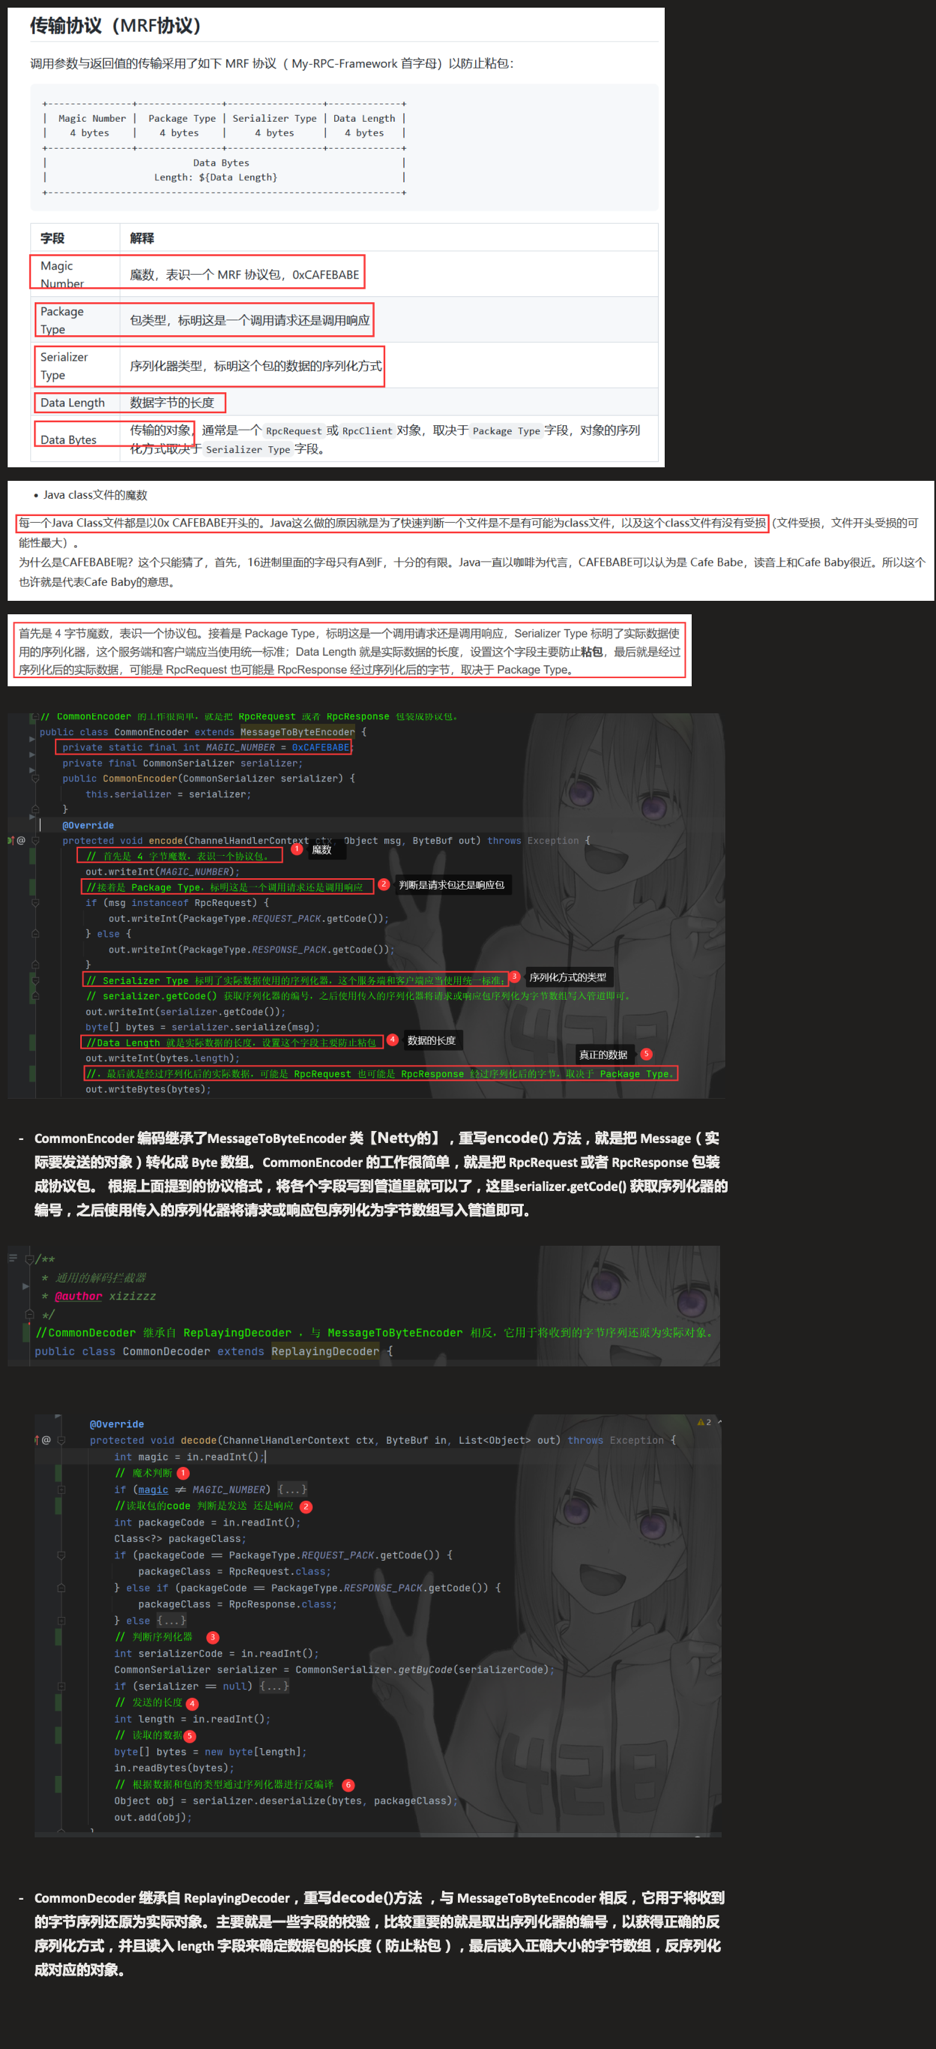 传输协议（MRF协议）
调用参数与返回值的传输采用了如下 MRF 协议（ My-RPC-Framework 首字母）以防止粘包：
+---------------+---------------+-----------------+-------------+
|  Magic Number |  Package Type | Serializer Type | Data Length |
|    4 bytes    |    4 bytes    |     4 bytes     |   4 bytes   |
+---------------+---------------+-----------------+-------------+
|                          Data Bytes                           |
|                   Length: ${Data Length}                      |
+---------------------------------------------------------------+
字段 解释
Magic
Number
魔数，表识一个 MRF 协议包，0xCAFEBABE
Package
Type
包类型，标明这是一个调用请求还是调用响应
Serializer
Type
序列化器类型，标明这个包的数据的序列化方式
Data Length 数据字节的长度
Data Bytes
传输的对象，通常是一个 RpcRequest 或 RpcClient 对象，取决于 Package Type 字段，对象的序列
化方式取决于 Serializer Type 字段。
• Java class文件的魔数
每一个Java Class文件都是以0x CAFEBABE开头的。Java这么做的原因就是为了快速判断一个文件是不是有可能为class文件，以及这个class文件有没有受损（文件受损，文件开头受损的可
能性最大）。
为什么是CAFEBABE呢？这个只能猜了，首先，16进制里面的字母只有A到F，十分的有限。Java一直以咖啡为代言，CAFEBABE可以认为是 Cafe Babe，读音上和Cafe Baby很近。所以这个
也许就是代表Cafe Baby的意思。
首先是 4 字节魔数，表识一个协议包。接着是 Package Type，标明这是一个调用请求还是调用响应，Serializer Type 标明了实际数据使
用的序列化器，这个服务端和客户端应当使用统一标准；Data Length 就是实际数据的长度，设置这个字段主要防止粘包，最后就是经过
序列化后的实际数据，可能是 RpcRequest 也可能是 RpcResponse 经过序列化后的字节，取决于 Package Type。
// CommonEncoder 的工作很简单，就是把 RpcRequest 或者 RpcResponse 包装成协议包。
public class CommonEncoder extends MessageToByteEncoder {
private static final int MAGIC_NUMBER = 0xCAFEBABE;
private final CommonSerializer serializer;
public CommonEncoder(CommonSerializer serializer) {
this.serializer = serializer;
}
@Override
protected void encode(ChannelHandlerContext ctx, Object msg, ByteBuf out) throws Exception {
// 首先是 4 字节魔数，表识一个协议包。 1 魔数
out.writeInt(MAGIC_NUMBER);
//接着是 Package Type，标明这是一个调用请求还是调用响应 2 判断是请求包还是响应包
if (msg instanceof RpcRequest) {
out.writeInt(PackageType.REQUEST_PACK.getCode());
} else {
out.writeInt(PackageType.RESPONSE_PACK.getCode());
}
// Serializer Type 标明了实际数据使用的序列化器，这个服务端和客户端应当使用统一标准； 3 序列化方式的类型
// serializer.getCode() 获取序列化器的编号，之后使用传入的序列化器将请求或响应包序列化为字节数组写入管道即可。
out.writeInt(serializer.getCode());
byte[] bytes = serializer.serialize(msg);
//Data Length 就是实际数据的长度，设置这个字段主要防止粘包 4 数据的长度
out.writeInt(bytes.length); 真正的数据 5
//，最后就是经过序列化后的实际数据，可能是 RpcRequest 也可能是 RpcResponse 经过序列化后的字节，取决于 Package Type。
out.writeBytes(bytes);
- CommonEncoder 编码继承了MessageToByteEncoder 类【Netty的】，重写encode() 方法，就是把 Message（ 实
际要发送的对象 ）转化成 Byte 数组。CommonEncoder 的工作很简单，就是把 RpcRequest 或者 RpcResponse 包装
成协议包。 根据上面提到的协议格式，将各个字段写到管道里就可以了，这里serializer.getCode() 获取序列化器的
编号，之后使用传入的序列化器将请求或响应包序列化为字节数组写入管道即可。
/**
* 通用的解码拦截器
* @author xizizzz
*/
//CommonDecoder 继承自 ReplayingDecoder ，与 MessageToByteEncoder 相反，它用于将收到的字节序列还原为实际对象。
public class CommonDecoder extends ReplayingDecoder {
@Override
2
@
protected void decode(ChannelHandlerContext ctx, ByteBuf in, List<Object> out) throws Exception {
int magic = in.readInt();
// 魔术判断 1
if (magic ≠ MAGIC_NUMBER) {...}
//读取包的code 判断是发送 还是响应 2
int packageCode = in.readInt();
Class<?> packageClass;
if (packageCode == PackageType.REQUEST_PACK.getCode()) {
packageClass = RpcRequest.class;
} else if (packageCode == PackageType.RESPONSE_PACK.getCode()) {
packageClass = RpcResponse.class;
} else {...}
// 判断序列化器 3
int serializerCode = in.readInt();
CommonSerializer serializer = CommonSerializer.getByCode(serializerCode);
if (serializer == null) {...}
// 发送的长度 4
int length = in.readInt();
// 读取的数据 5
byte[] bytes = new byte[length];
in.readBytes(bytes);
// 根据数据和包的类型通过序列化器进行反编译 6
Object obj = serializer.deserialize(bytes, packageClass);
out.add(obj);
- CommonDecoder 继承自 ReplayingDecoder，重写decode()方法 ，与 MessageToByteEncoder 相反，它用于将收到
的字节序列还原为实际对象。主要就是一些字段的校验，比较重要的就是取出序列化器的编号，以获得正确的反
序列化方式，并且读入 length 字段来确定数据包的长度（ 防止粘包 ），最后读入正确大小的字节数组，反序列化
成对应的对象。